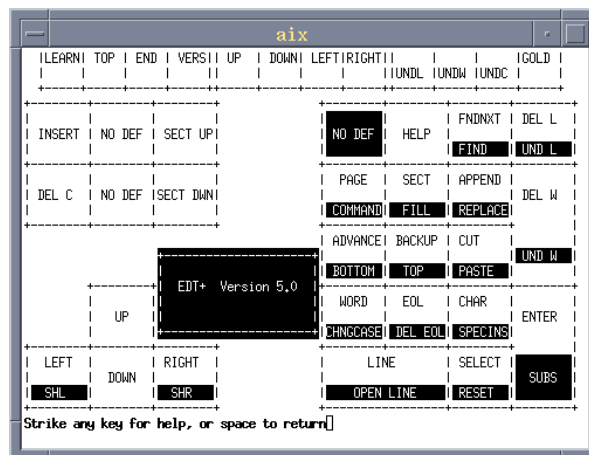 aix
LEARN TOP END VERS UP DOWN LEFT RIGHT GOLD
UNDL UNDW UNDC
FNDNXT DEL L
INSERT NO DEF SECT UP NO DEF HELP
FIND UND L
PAGE SECT APPEND
DEL C NO DEF SECT DWN DEL W
COMMAND FILL REPLACE
ADVANCE BACKUP CUT
UND W
BOTTOM TOP PASTE
EDT+ Version 5.0
WORD EOL CHAR
UP ENTER
CHNGCASE DEL EOL SPECINS
LEFT RIGHT LINE SELECT
DOWN SUBS
SHL SHR OPEN LINE RESET
Strike any key for help, or space to return